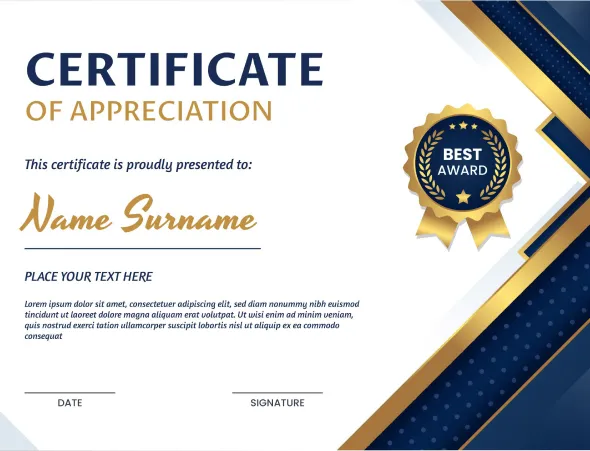 CERTIFICATE
OF APPRECIATION
This certificate is proudly presented to:
Name Surname
PLACE YOUR TEXT HERE
Lorem ipsum dolor sit amet, consectetuer adipiscing elit, sed diam nonummy nibh euismod
tincidunt ut laoreet dolore magna aliquam erat volutpat. Ut wisi enim ad minim veniam,
quis nostrud exerci tation ullamcorper suscipit lobortis nisl ut aliquip ex ea commodo
consequat
DATE
SIGNATURE
BEST
AWARD